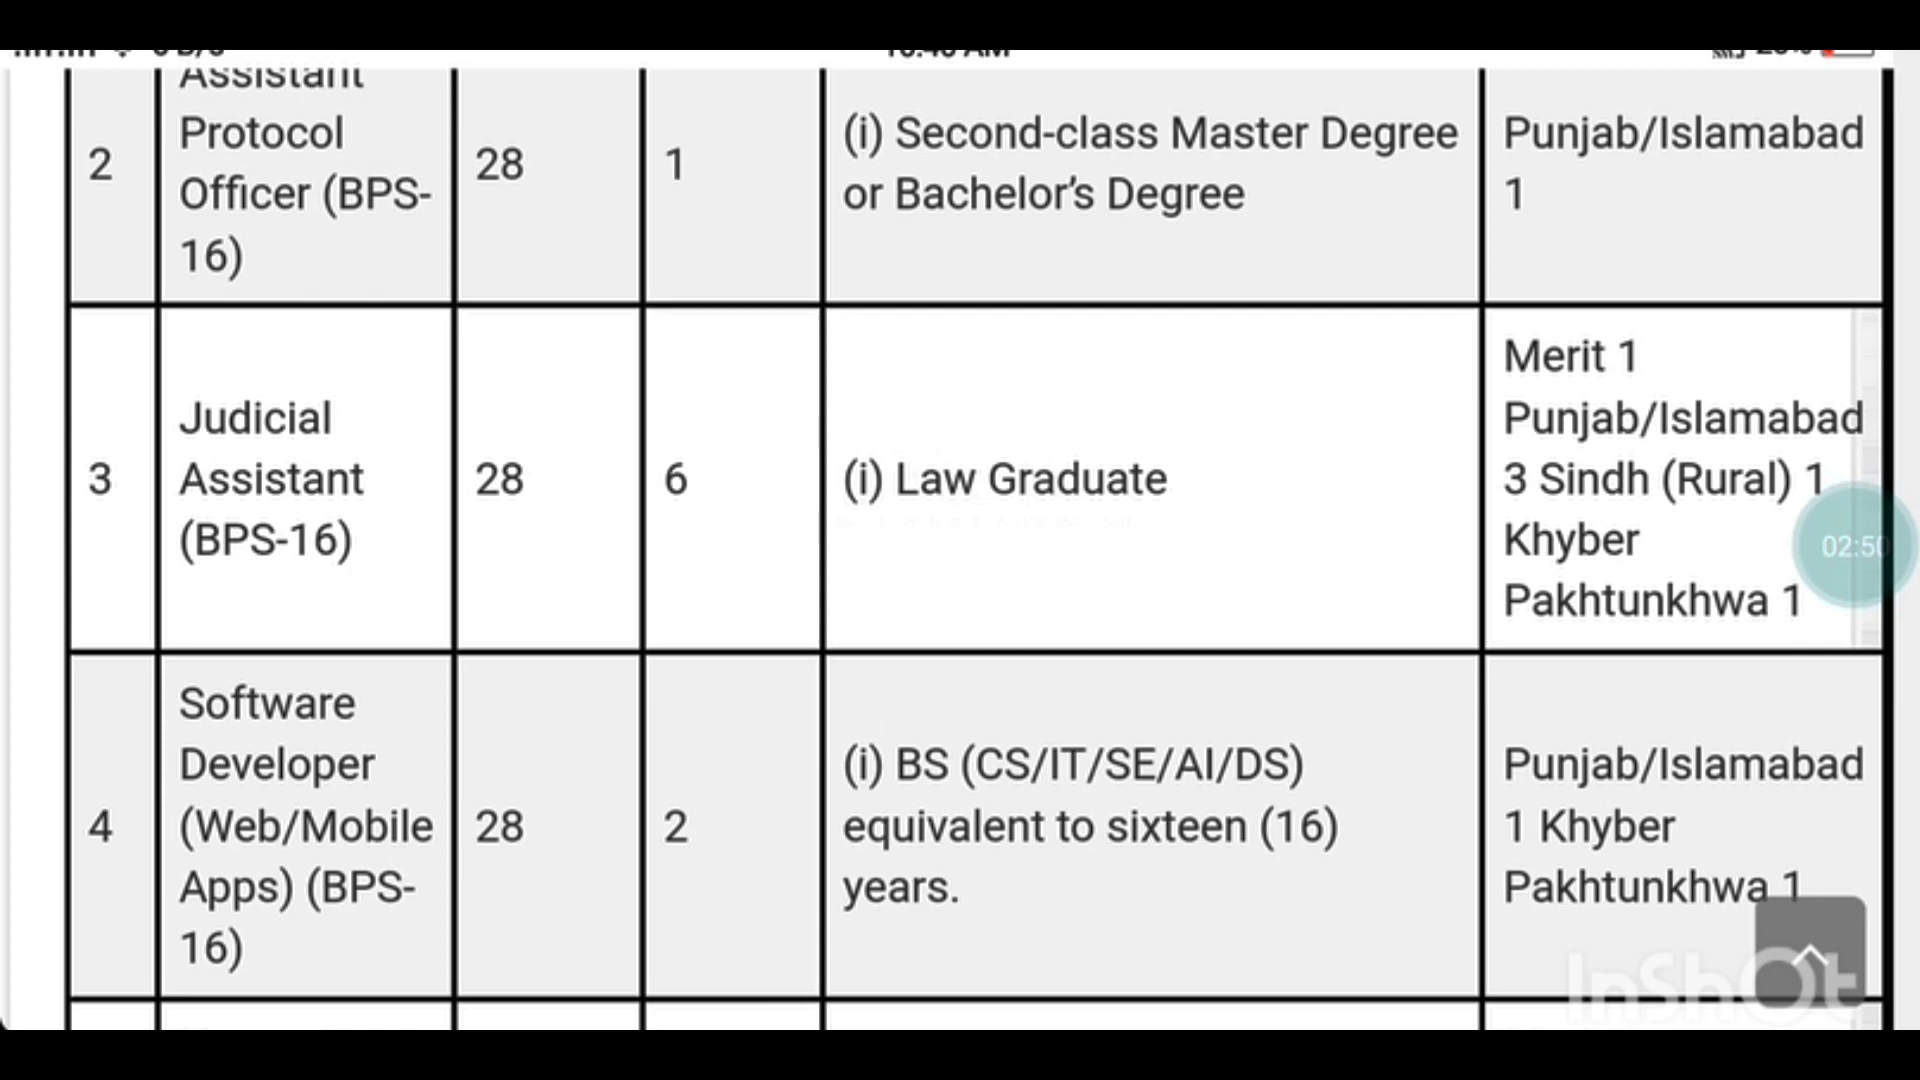 Assistant
Protocol
Officer (BPS-
16)
2
28
1
(i) Second-class Master Degree
or Bachelor's Degree
Punjab/Islamabad
1
3
Judicial
Assistant
(BPS-16)
28
6
(i) Law Graduate
Merit 1
Punjab/Islamabad
3 Sindh (Rural) 1
Khyber
Pakhtunkhwa 1
02:50
4
Software
Developer
(Web/Mobile
Apps) (BPS-
16)
28
2
(i) BS (CS/IT/SE/AI/DS)
equivalent to sixteen (16)
years.
Punjab/Islamabad
1 Khyber
Pakhtunkhwa 1
InShOt